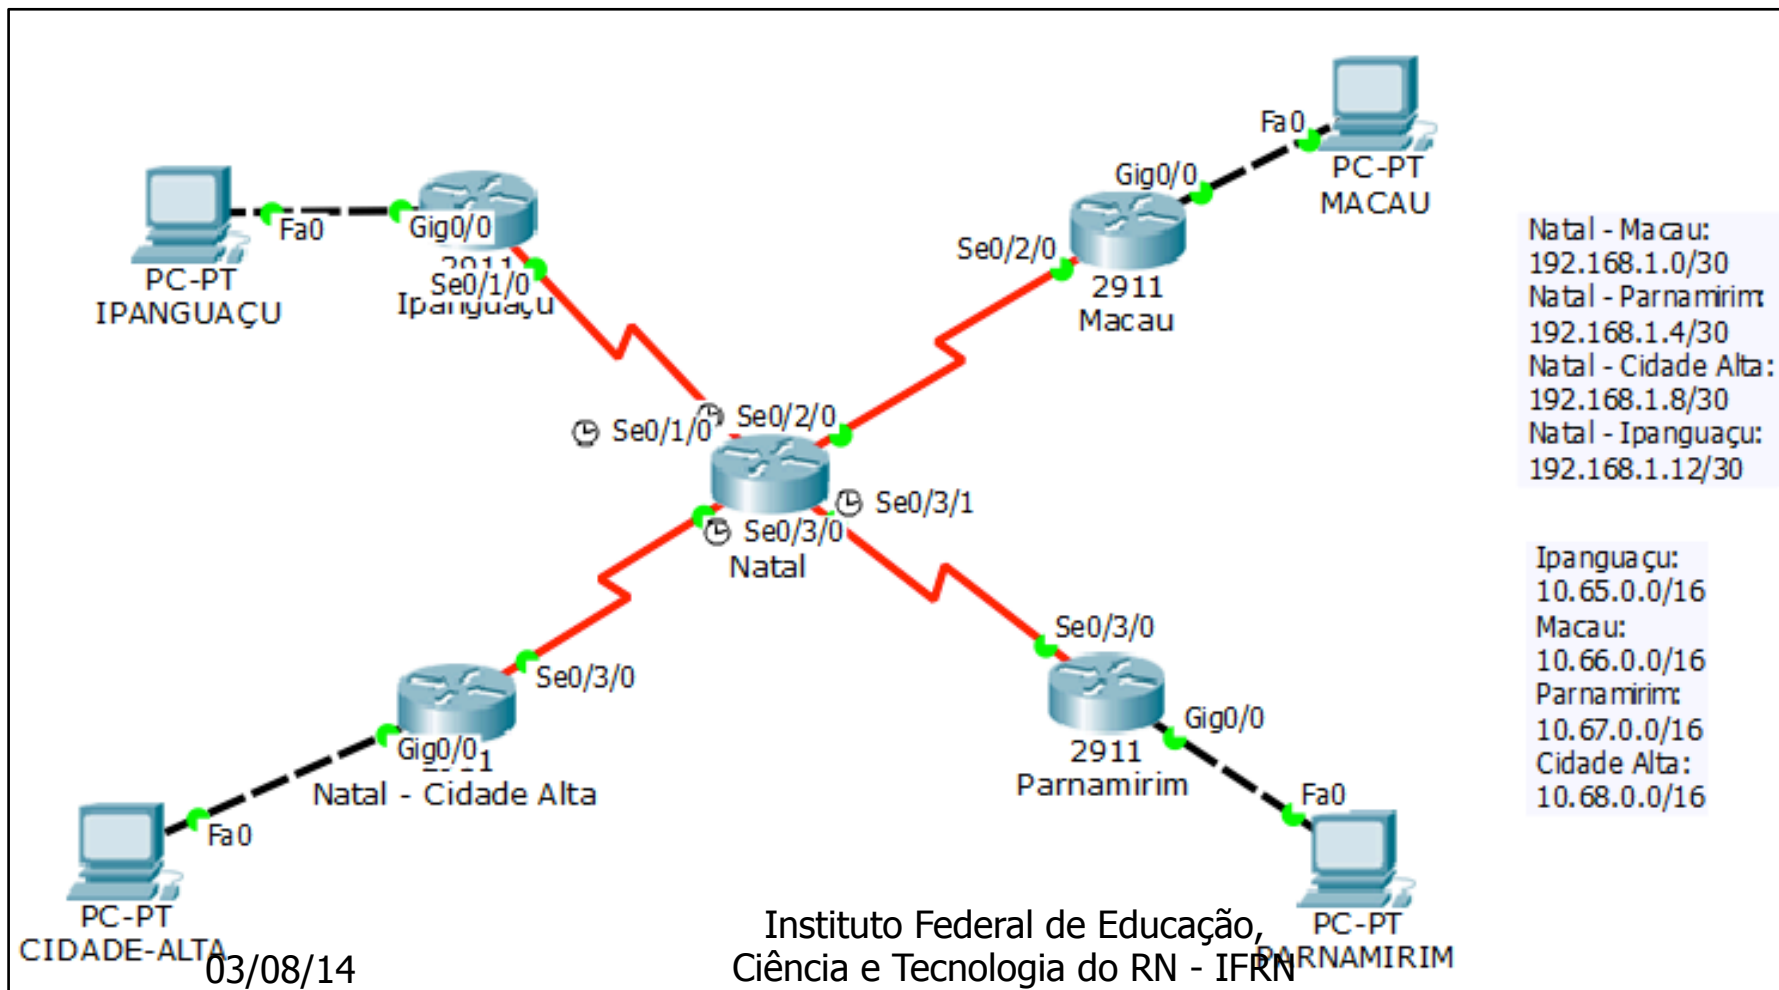 Fa0
PC-PT
MACAU
Gig0/0
Se0/2/0
2911
Macau
Fa0
Gig0/0
PC-PT
IPANGUAÇU
2911
Se0/1/0
Ipanguaçu
Natal - Macau:
192.168.1.0/30
Natal - Parnamirim:
192.168.1.4/30
Natal - Cidade Alta:
192.168.1.8/30
Natal - Ipanguaçu:
192.168.1.12/30
Se0/1/0
Se0/2/0
Se0/3/1
Se0/3/0
Natal
Ipanguaçu:
10.65.0.0/16
Macau:
10.66.0.0/16
Parnamirim:
10.67.0.0/16
Cidade Alta:
10.68.0.0/16
Se0/3/0
Gig0/0
2911
Natal - Cidade Alta
Fa0
PC-PT
CIDADE-ALTA
Se0/3/0
Gig0/0
2911
Parnamirim
Fa0
PC-PT
PARNAMIRIM
03/08/14
Instituto Federal de Educação,
Ciência e Tecnologia do RN - IFRN